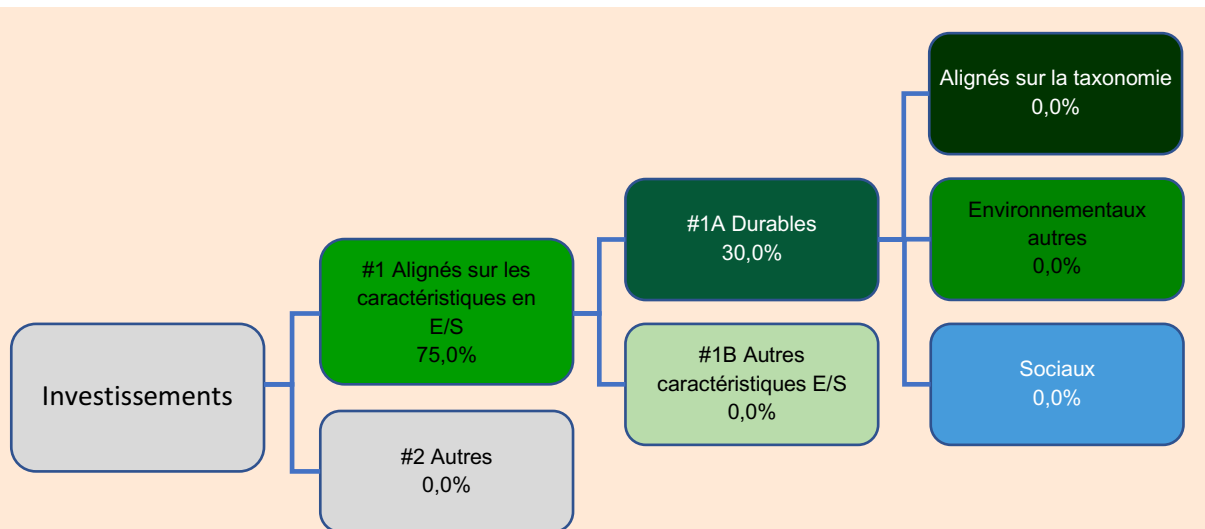 Investissements
#1 Alignés sur les
caractéristiques en
E/S
75,0%
#2 Autres
0,0%
#1A Durables
30,0%
#1B Autres
caractéristiques E/S
0,0%
Alignés sur la taxonomie
0,0%
Environnementaux
autres
0,0%
Sociaux
0,0%